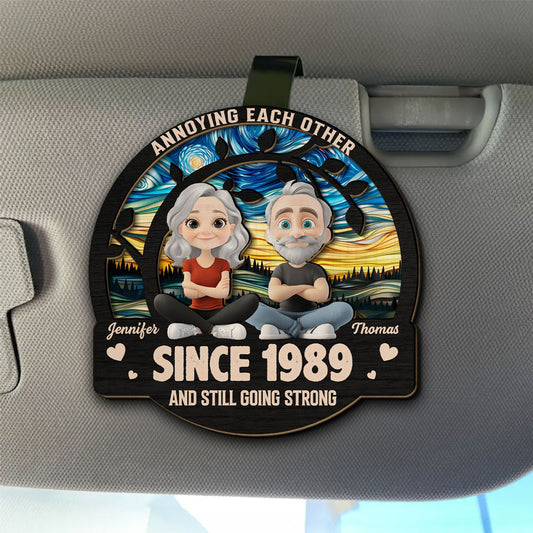 ANNOYING EACH OTHER
Jennifer Thomas
SINCE 1989
AND STILL GOING STRONG